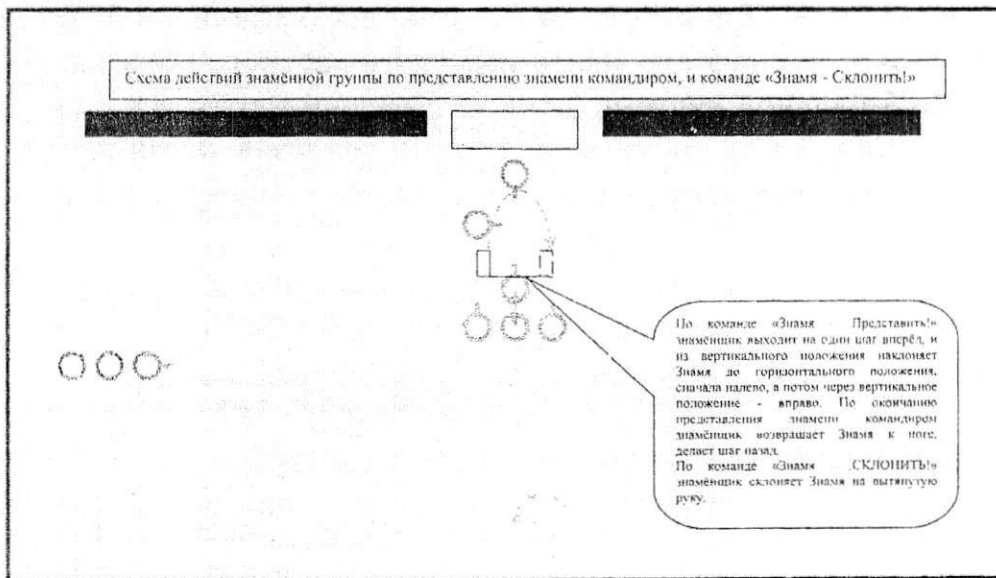 Схема действий знамённой группы по представлению знамени командиром, и команде «Знамя - Склонить!»
По команде «Знамя - Представить!»
знамёнщик выходит на один шаг вперёд, и
из вертикального положения наклоняет
Знамя до горизонтального положения,
сначала налево, а потом через вертикальное
положение - вправо. По окончанию
представления знамени командиром
знамёнщик возвращает Знамя к ноге,
делает шаг назад.
По команде «Знамя СКЛОНИТЬ!»
знамёнщик склоняет Знамя на вытянутую
руку.